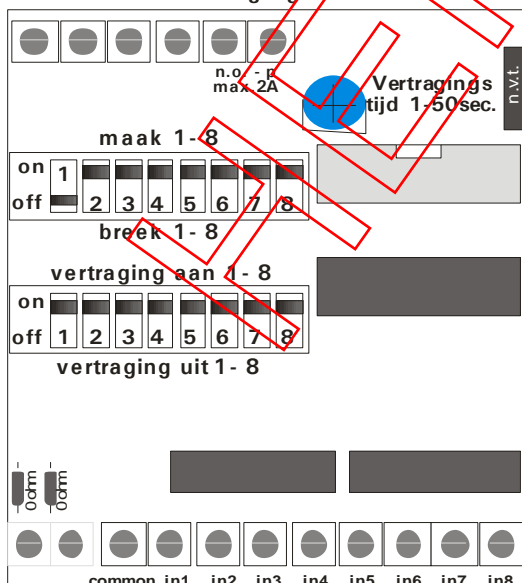 n.o. - p
max.2A
Vertragings
tijd 1-50sec.
n.v.t.
maak 1-8
on
off
1 2 3 4 5 6 7 8
breek 1-8
vertraging aan 1- 8
on
off
1 2 3 4 5 6 7 8
vertraging uit 1- 8
0ohm 0ohm
common in1 in2 in3 in4 in5 in6 in7 in8